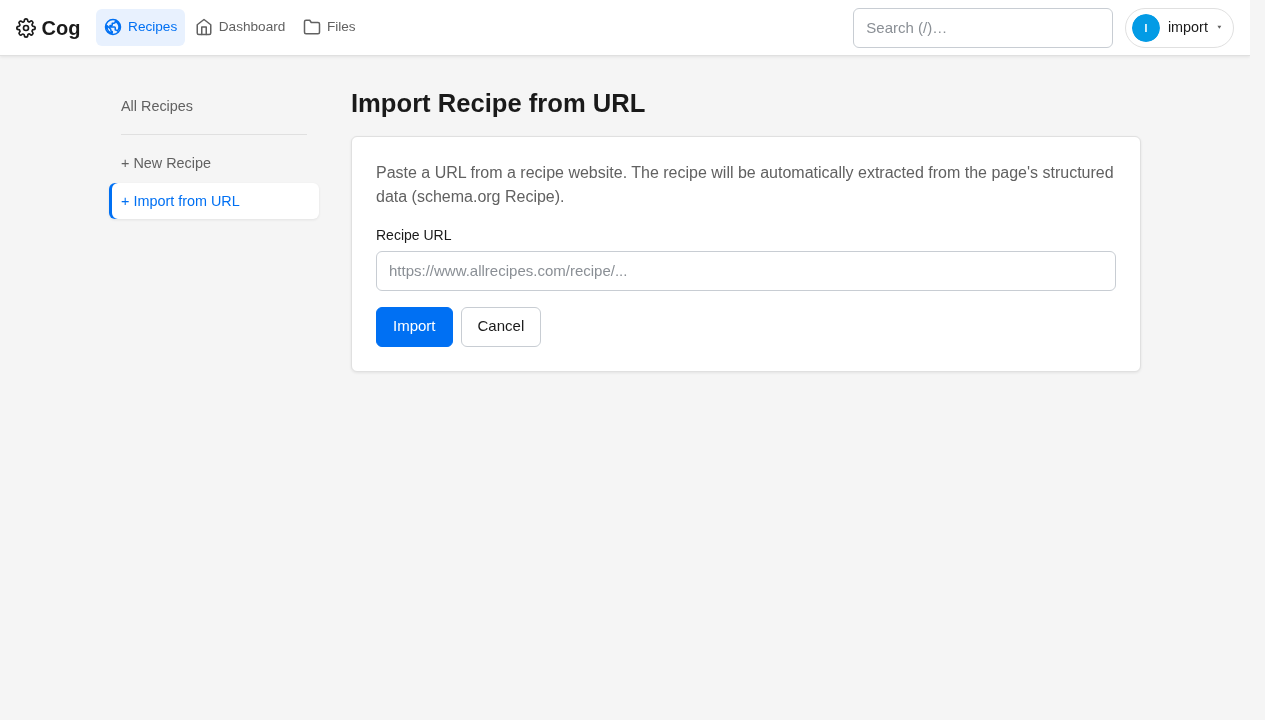 Cog
Recipes
Dashboard
Files
Search (/)…
I
import
All Recipes
+ New Recipe
+ Import from URL
Import Recipe from URL
Paste a URL from a recipe website. The recipe will be automatically extracted from the page's structured
data (schema.org Recipe).
Recipe URL
https://www.allrecipes.com/recipe/...
Import
Cancel